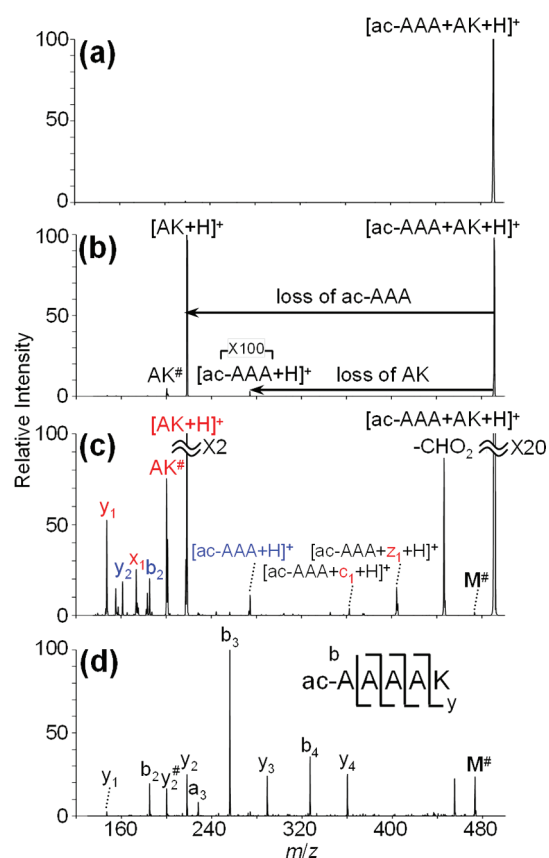 (a)
[ac-AAA+AK+H]+
100
50
0
(b)
[AK+H]+
[ac-AAA+AK+H]+
100
loss of ac-AAA
50
X100
AK#
[ac-AAA+H]+
loss of AK
0
Relative Intensity
(c)
[AK+H]+
[ac-AAA+AK+H]+
100
X2
-CHO2
X20
AK#
y1
50
y2
x1
b2
[ac-AAA+H]+
[ac-AAA+z1+H]+
[ac-AAA+c1+H]+
M#
0
(d)
b3
100
b
ac-AAAAK
y
50
y1
b2
y2#
y2
a3
y3
b4
y4
M#
0
160 240 320 400 480
m/z